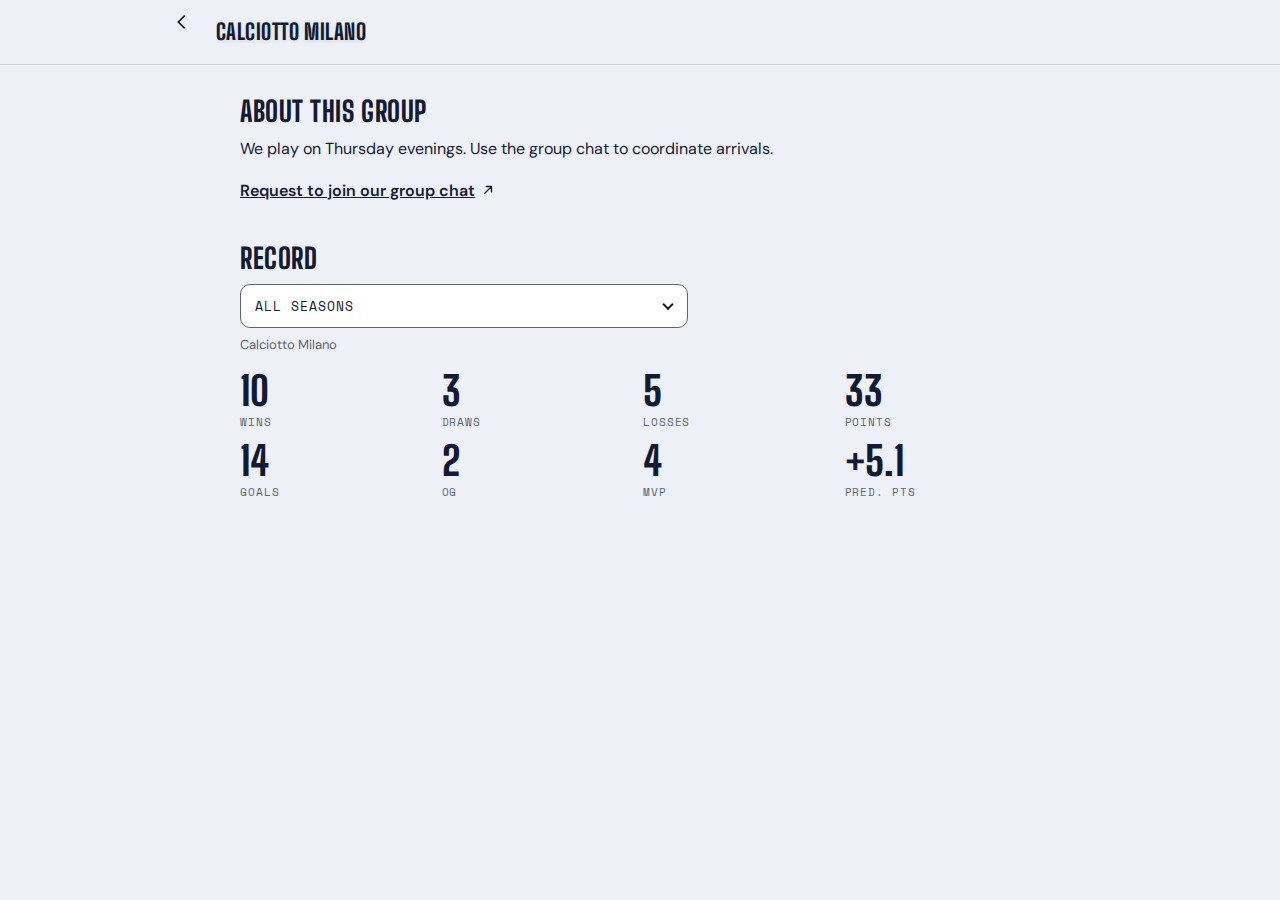 CALCIOTTO MILANO
ABOUT THIS GROUP
We play on Thursday evenings. Use the group chat to coordinate arrivals.
Request to join our group chat
RECORD
ALL SEASONS
Calciotto Milano
10 3 5 33
WINS DRAWS LOSSES POINTS
14 2 4 +5.1
GOALS OG MVP PRED. PTS